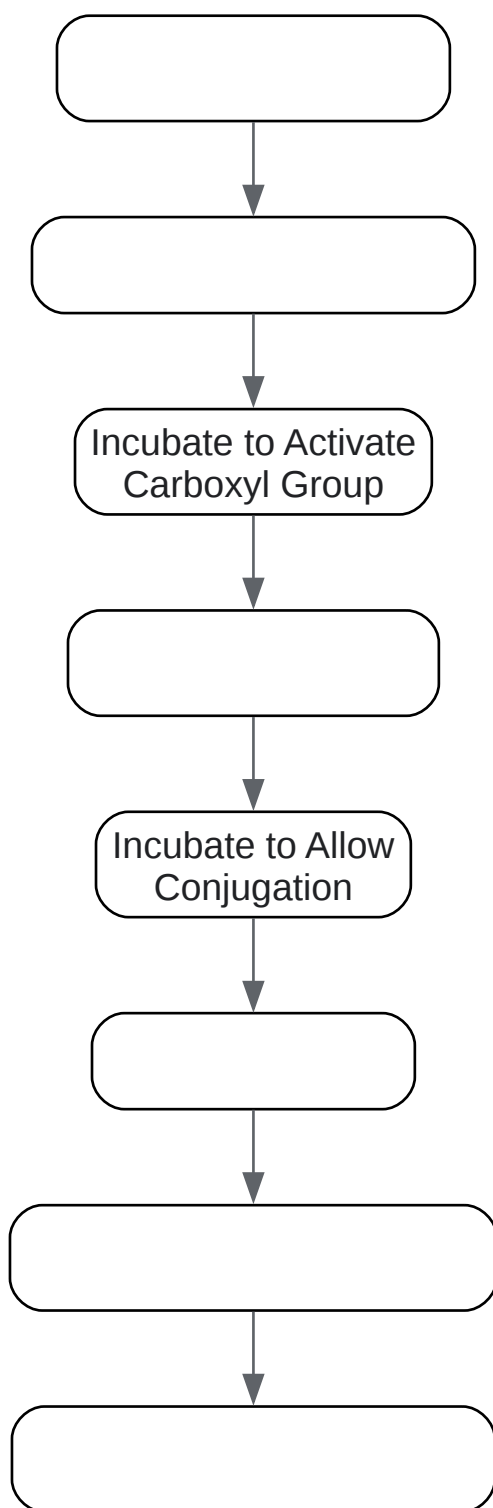 Incubate to Activate
Carboxyl Group
Incubate to Allow
Conjugation